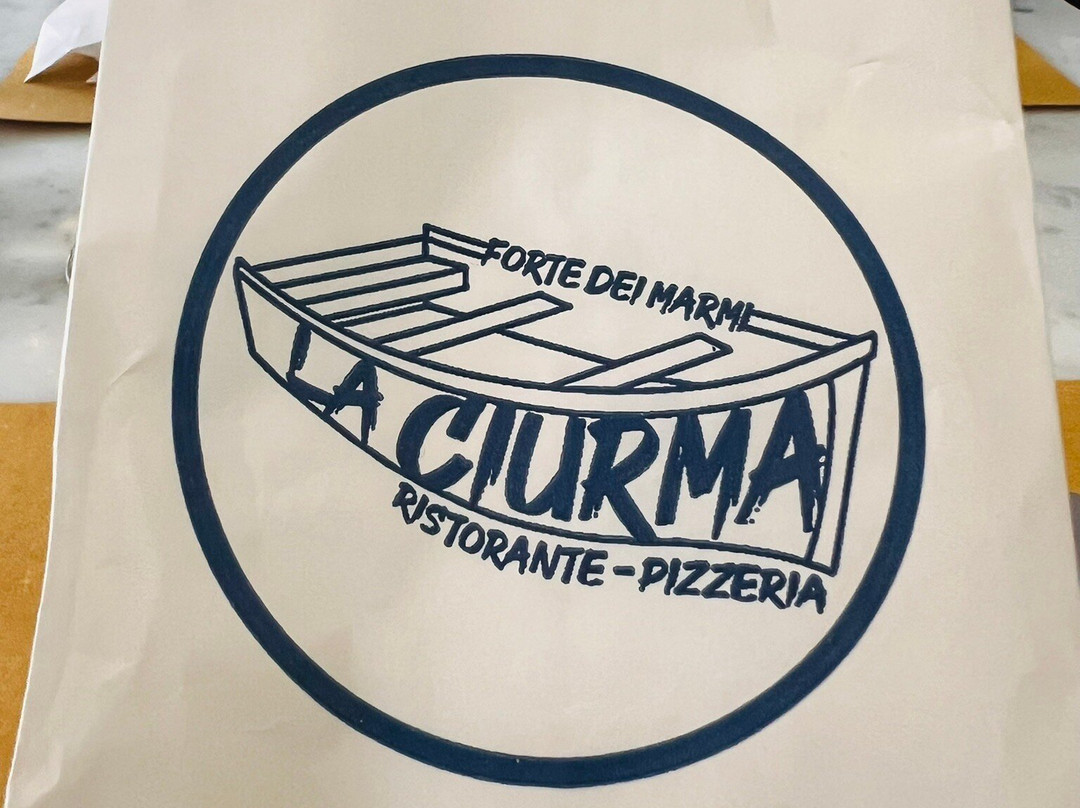 FORTE DEI MARMI
LA CIURMA
RISTORANTE - PIZZERIA